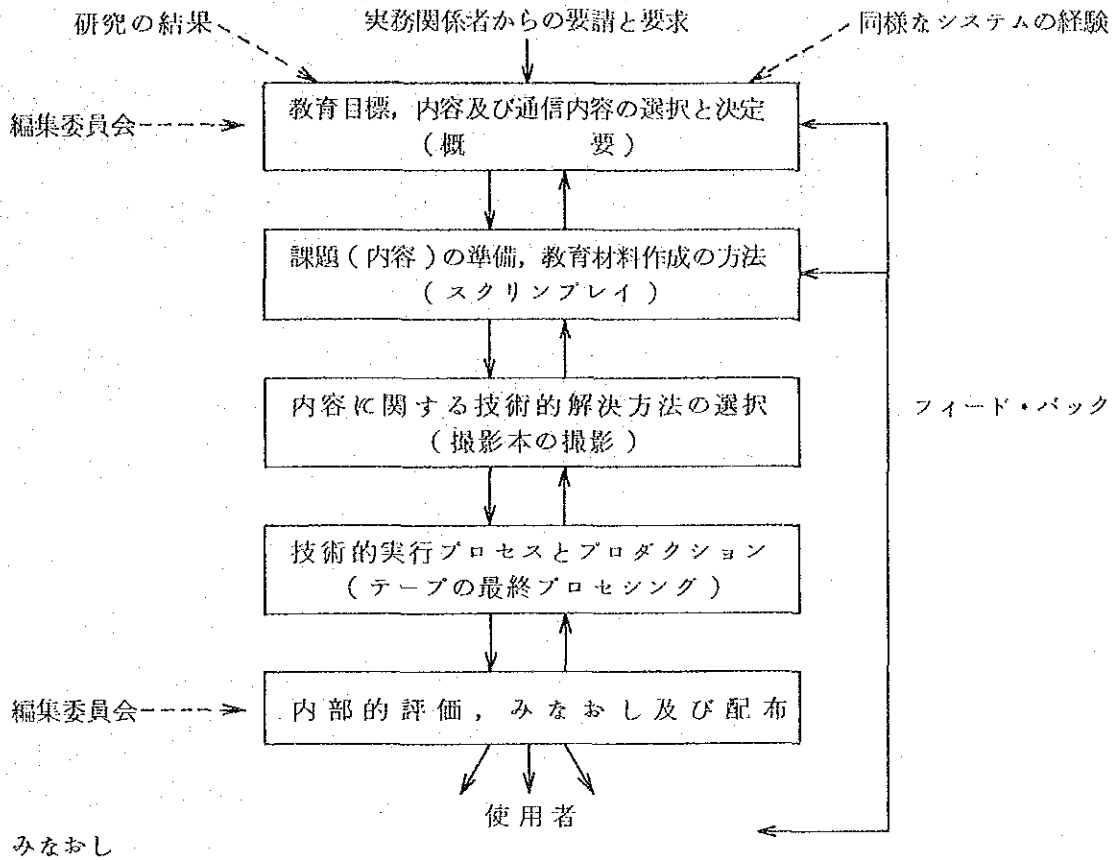 研究の結果
実務関係者からの要請と要求
同様なシステムの経験
編集委員会
教育目標,内容及び通信内容の選択と決定
(概 要)
課題(内容)の準備,教育材料作成の方法
(スクリンプレイ)
内容に関する技術的解決方法の選択
(撮影本の撮影)
フィード・バック
技術的実行プロセスとプロダクション
(テープの最終プロセシング)
編集委員会
内部的評価,みなおし及び配布
使用者
みなおし